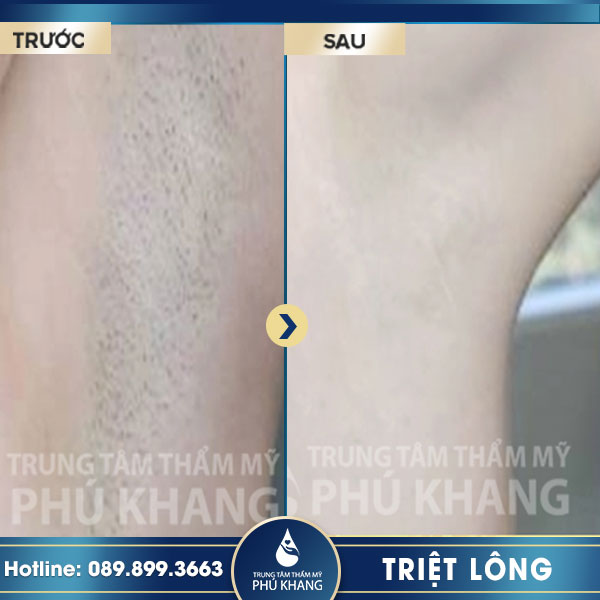 TRƯỚC
SAU
TRUNG TÂM THẨM MỸ
PHÚ KHANG
TRUNG TÂM THẨM MỸ
PHÚ KHANG
Hotline: 089.899.3663
TRUNG TÂM THẨM MỸ
PHÚ KHANG
TRIỆT LÔNG